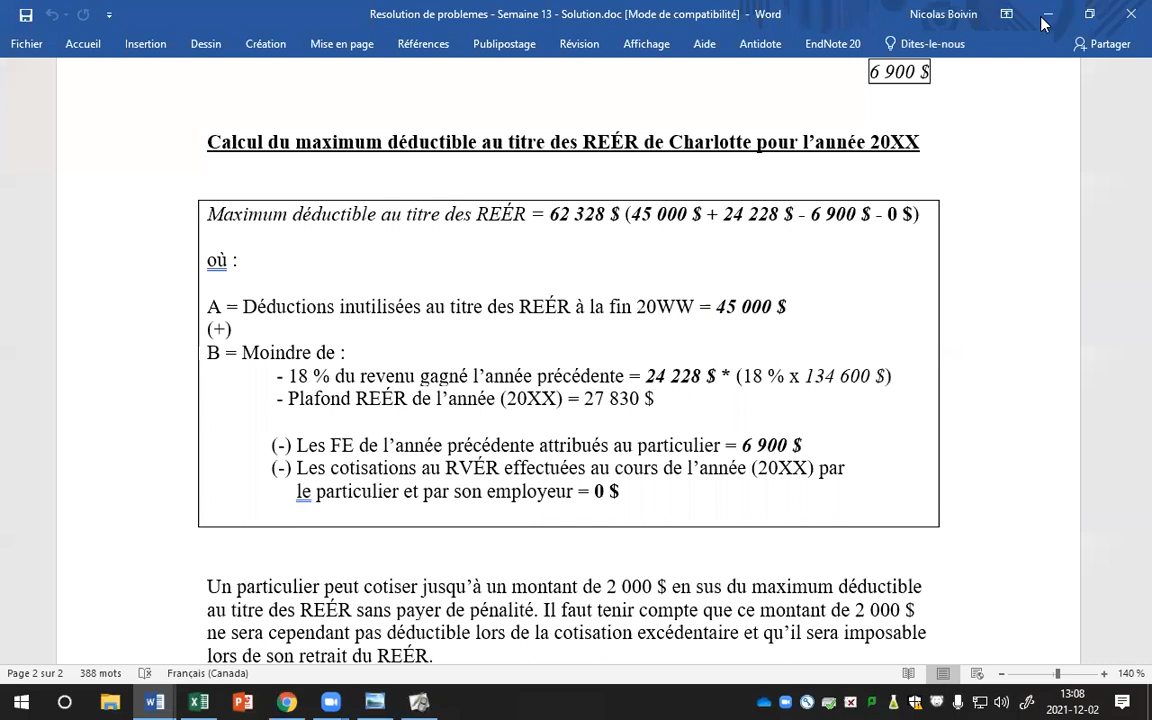 Resolution de problemes - Semaine 13 - Solution.doc [Mode de compatibilité] - Word
Nicolas Boivin
Fichier Accueil Insertion Dessin Création Mise en page Références Publipostage Révision Affichage Aide Antidote EndNote 20 Dites-le-nous Partager
6 900 $
Calcul du maximum déductible au titre des REÉR de Charlotte pour l'année 20XX
Maximum déductible au titre des REÉR = 62 328 $ (45 000 $ + 24 228 $ - 6 900 $ - 0 $)
où :
A = Déductions inutilisées au titre des REÉR à la fin 20WW = 45 000 $
(+)
B = Moindre de :
- 18 % du revenu gagné l'année précédente = 24 228 $ * (18 % x 134 600 $)
- Plafond REÉR de l'année (20XX) = 27 830 $
(-) Les FE de l'année précédente attribués au particulier = 6 900 $
(-) Les cotisations au RVÉR effectuées au cours de l'année (20XX) par
le particulier et par son employeur = 0 $
Un particulier peut cotiser jusqu'à un montant de 2 000 $ en sus du maximum déductible
au titre des REÉR sans payer de pénalité. Il faut tenir compte que ce montant de 2 000 $
ne sera cependant pas déductible lors de la cotisation excédentaire et qu'il sera imposable
lors de son retrait du REÉR.
Page 2 sur 2 388 mots Français (Canada) 140 %
13:08
2021-12-02